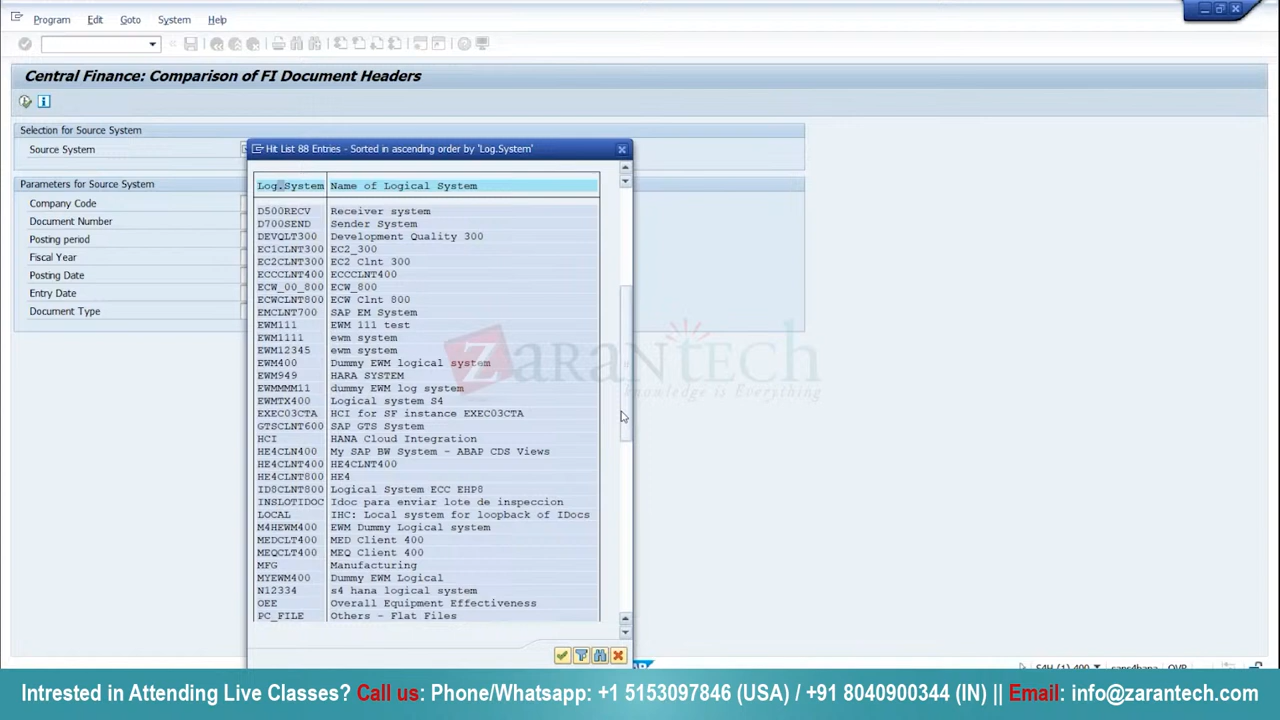 Program Edit Goto System Help
Central Finance: Comparison of FI Document Headers
Selection for Source System
Source System
Parameters for Source System
Company Code
Document Number
Posting period
Fiscal Year
Posting Date
Entry Date
Document Type
Hit List 88 Entries - Sorted in ascending order by 'Log.System'
Log.System Name of Logical System
D500RECV Receiver system
D700SEND Sender System
DEVQLT300 Development Quality 300
EC1CLNT300 EC2_300
EC2CLNT300 EC2 Clnt 300
ECCCLNT400 ECCCLNT400
ECW_00_800 ECW_800
ECWCLNT800 ECW Clnt 800
EMCLNT700 SAP EM System
EWM111 EWM 111 test
EWM1111 ewm system
EWM12345 ewm system
EWM400 Dummy EWM logical system
EWM949 HARA SYSTEM
EWMMMM11 dummy EWM log system
EWMTX400 Logical system S4
EXEC03CTA HCI for SF instance EXEC03CTA
GTSCLNT600 SAP GTS System
HCI HANA Cloud Integration
HE4CLN400 My SAP BW System - ABAP CDS Views
HE4CLNT400 HE4CLNT400
HE4CLNT800 HE4
ID8CLNT800 Logical System ECC EHP8
INSLOTIDOC Idoc para enviar lote de inspeccion
LOCAL IHC: Local system for loopback of IDocs
M4HEWM400 EWM Dummy Logical system
MEDCLT400 MED Client 400
MEQCLT400 MEQ Client 400
MFG Manufacturing
MYEWM400 Dummy EWM Logical
N12334 s4 hana logical system
OEE Overall Equipment Effectiveness
PC_FILE Others - Flat Files
ZaranTech
knowledge is Everything
S4H (1) 400 saps4hana OVR
Intrested in Attending Live Classes? Call us: Phone/Whatsapp: +1 5153097846 (USA) / +91 8040900344 (IN) || Email: info@zarantech.com